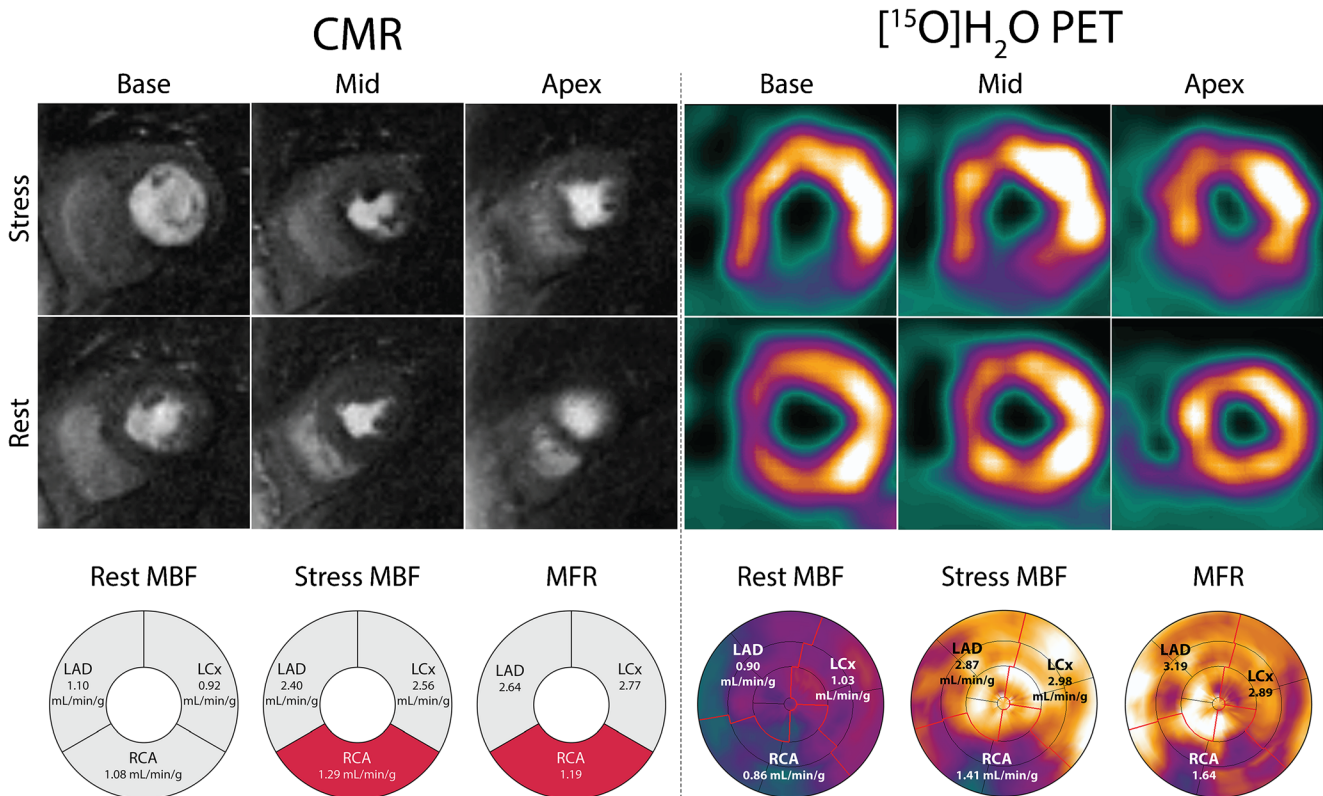 CMR
[¹⁵O]H₂O PET
Base
Mid
Apex
Base
Mid
Apex
Stress
Rest
Rest MBF
Stress MBF
MFR
Rest MBF
Stress MBF
MFR
LAD
1.10
mL/min/g
LCx
0.92
mL/min/g
RCA
1.08 mL/min/g
LAD
2.40
mL/min/g
LCx
2.56
mL/min/g
RCA
1.29 mL/min/g
LAD
2.64
LCx
2.77
RCA
1.19
LAD
0.90
mL/min/g
LCx
1.03
mL/min/g
RCA
0.86 mL/min/g
LAD
2.87
mL/min/g
LCx
2.98
mL/min/g
RCA
1.41 mL/min/g
LAD
3.19
LCx
2.89
RCA
1.64